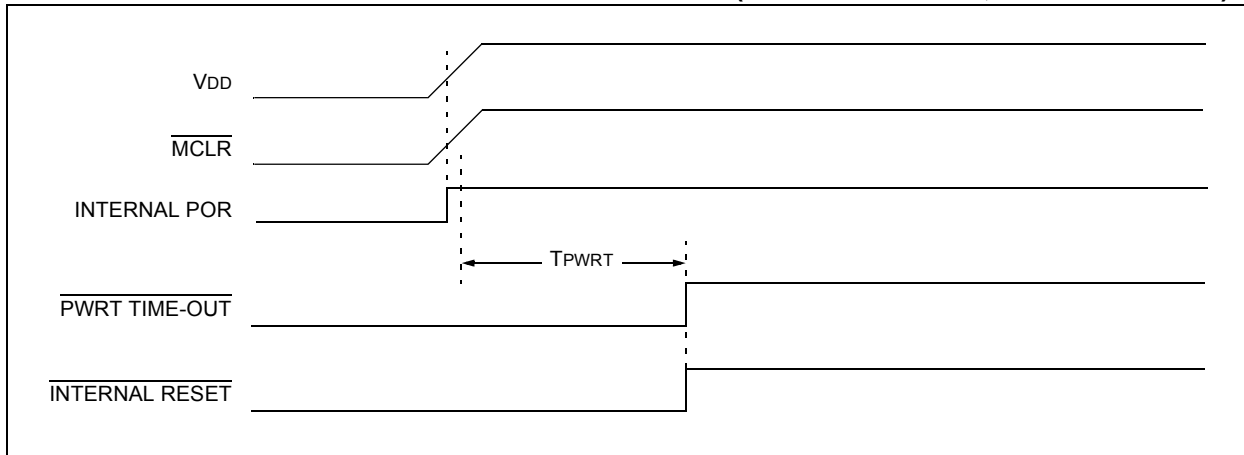 VDD
MCLR
INTERNAL POR
TPWRT
PWRT TIME-OUT
INTERNAL RESET